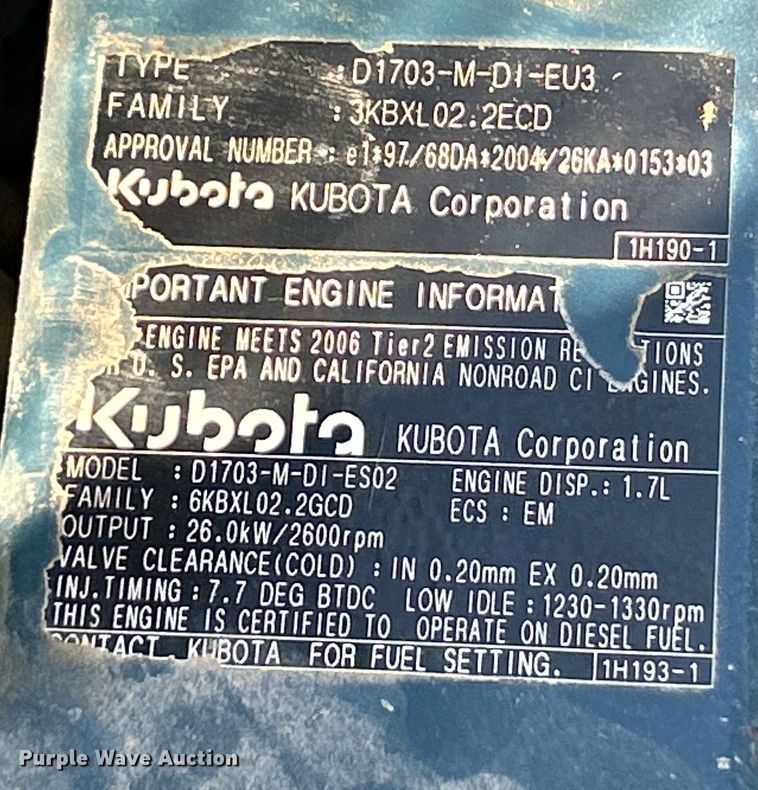 TYPE : D1703-M-DI-EU3
FAMILY : 3KBXL02.2ECD
APPROVAL NUMBER : e1*97/68DA*2004/26KA*0153*03
Kubota KUBOTA Corporation
1H190-1
PORTANT ENGINE INFORMAT
ENGINE MEETS 2006 Tier2 EMISSION RE TIONS
U. S. EPA AND CALIFORNIA NONROAD CI ENGINES.
Kubota KUBOTA Corporation
MODEL : D1703-M-DI-ES02 ENGINE DISP.: 1.7L
FAMILY : 6KBXL02.2GCD ECS : EM
OUTPUT : 26.0kW/2600rpm
VALVE CLEARANCE(COLD) : IN 0.20mm EX 0.20mm
INJ.TIMING : 7.7 DEG BTDC LOW IDLE : 1230-1330rpm
THIS ENGINE IS CERTIFIED TO OPERATE ON DIESEL FUEL.
CONTACT KUBOTA FOR FUEL SETTING. 1H193-1
Purple Wave Auction